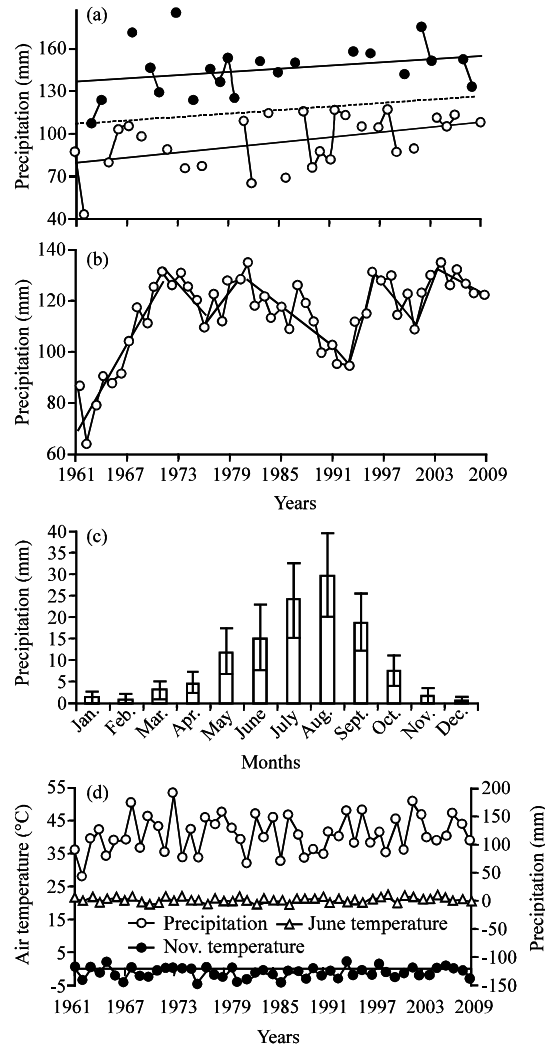 (a)
Precipitation (mm)
160
130
100
70
40
(b)
Precipitation (mm)
140
120
100
80
60
1961 1967 1973 1979 1985 1991 1997 2003 2009
Years
(c)
Precipitation (mm)
40
35
30
25
20
15
10
5
0
Jan. Feb. Mar. Apr. May June July Aug. Sept. Oct. Nov. Dec.
Months
(d)
Air temperature (°C)
55
45
35
25
15
5
-5
Precipitation June temperature
Nov. temperature
200
150
100
50
0
-50
-100
-150
Precipitation (mm)
1961 1967 1973 1979 1985 1991 1997 2003 2009
Years